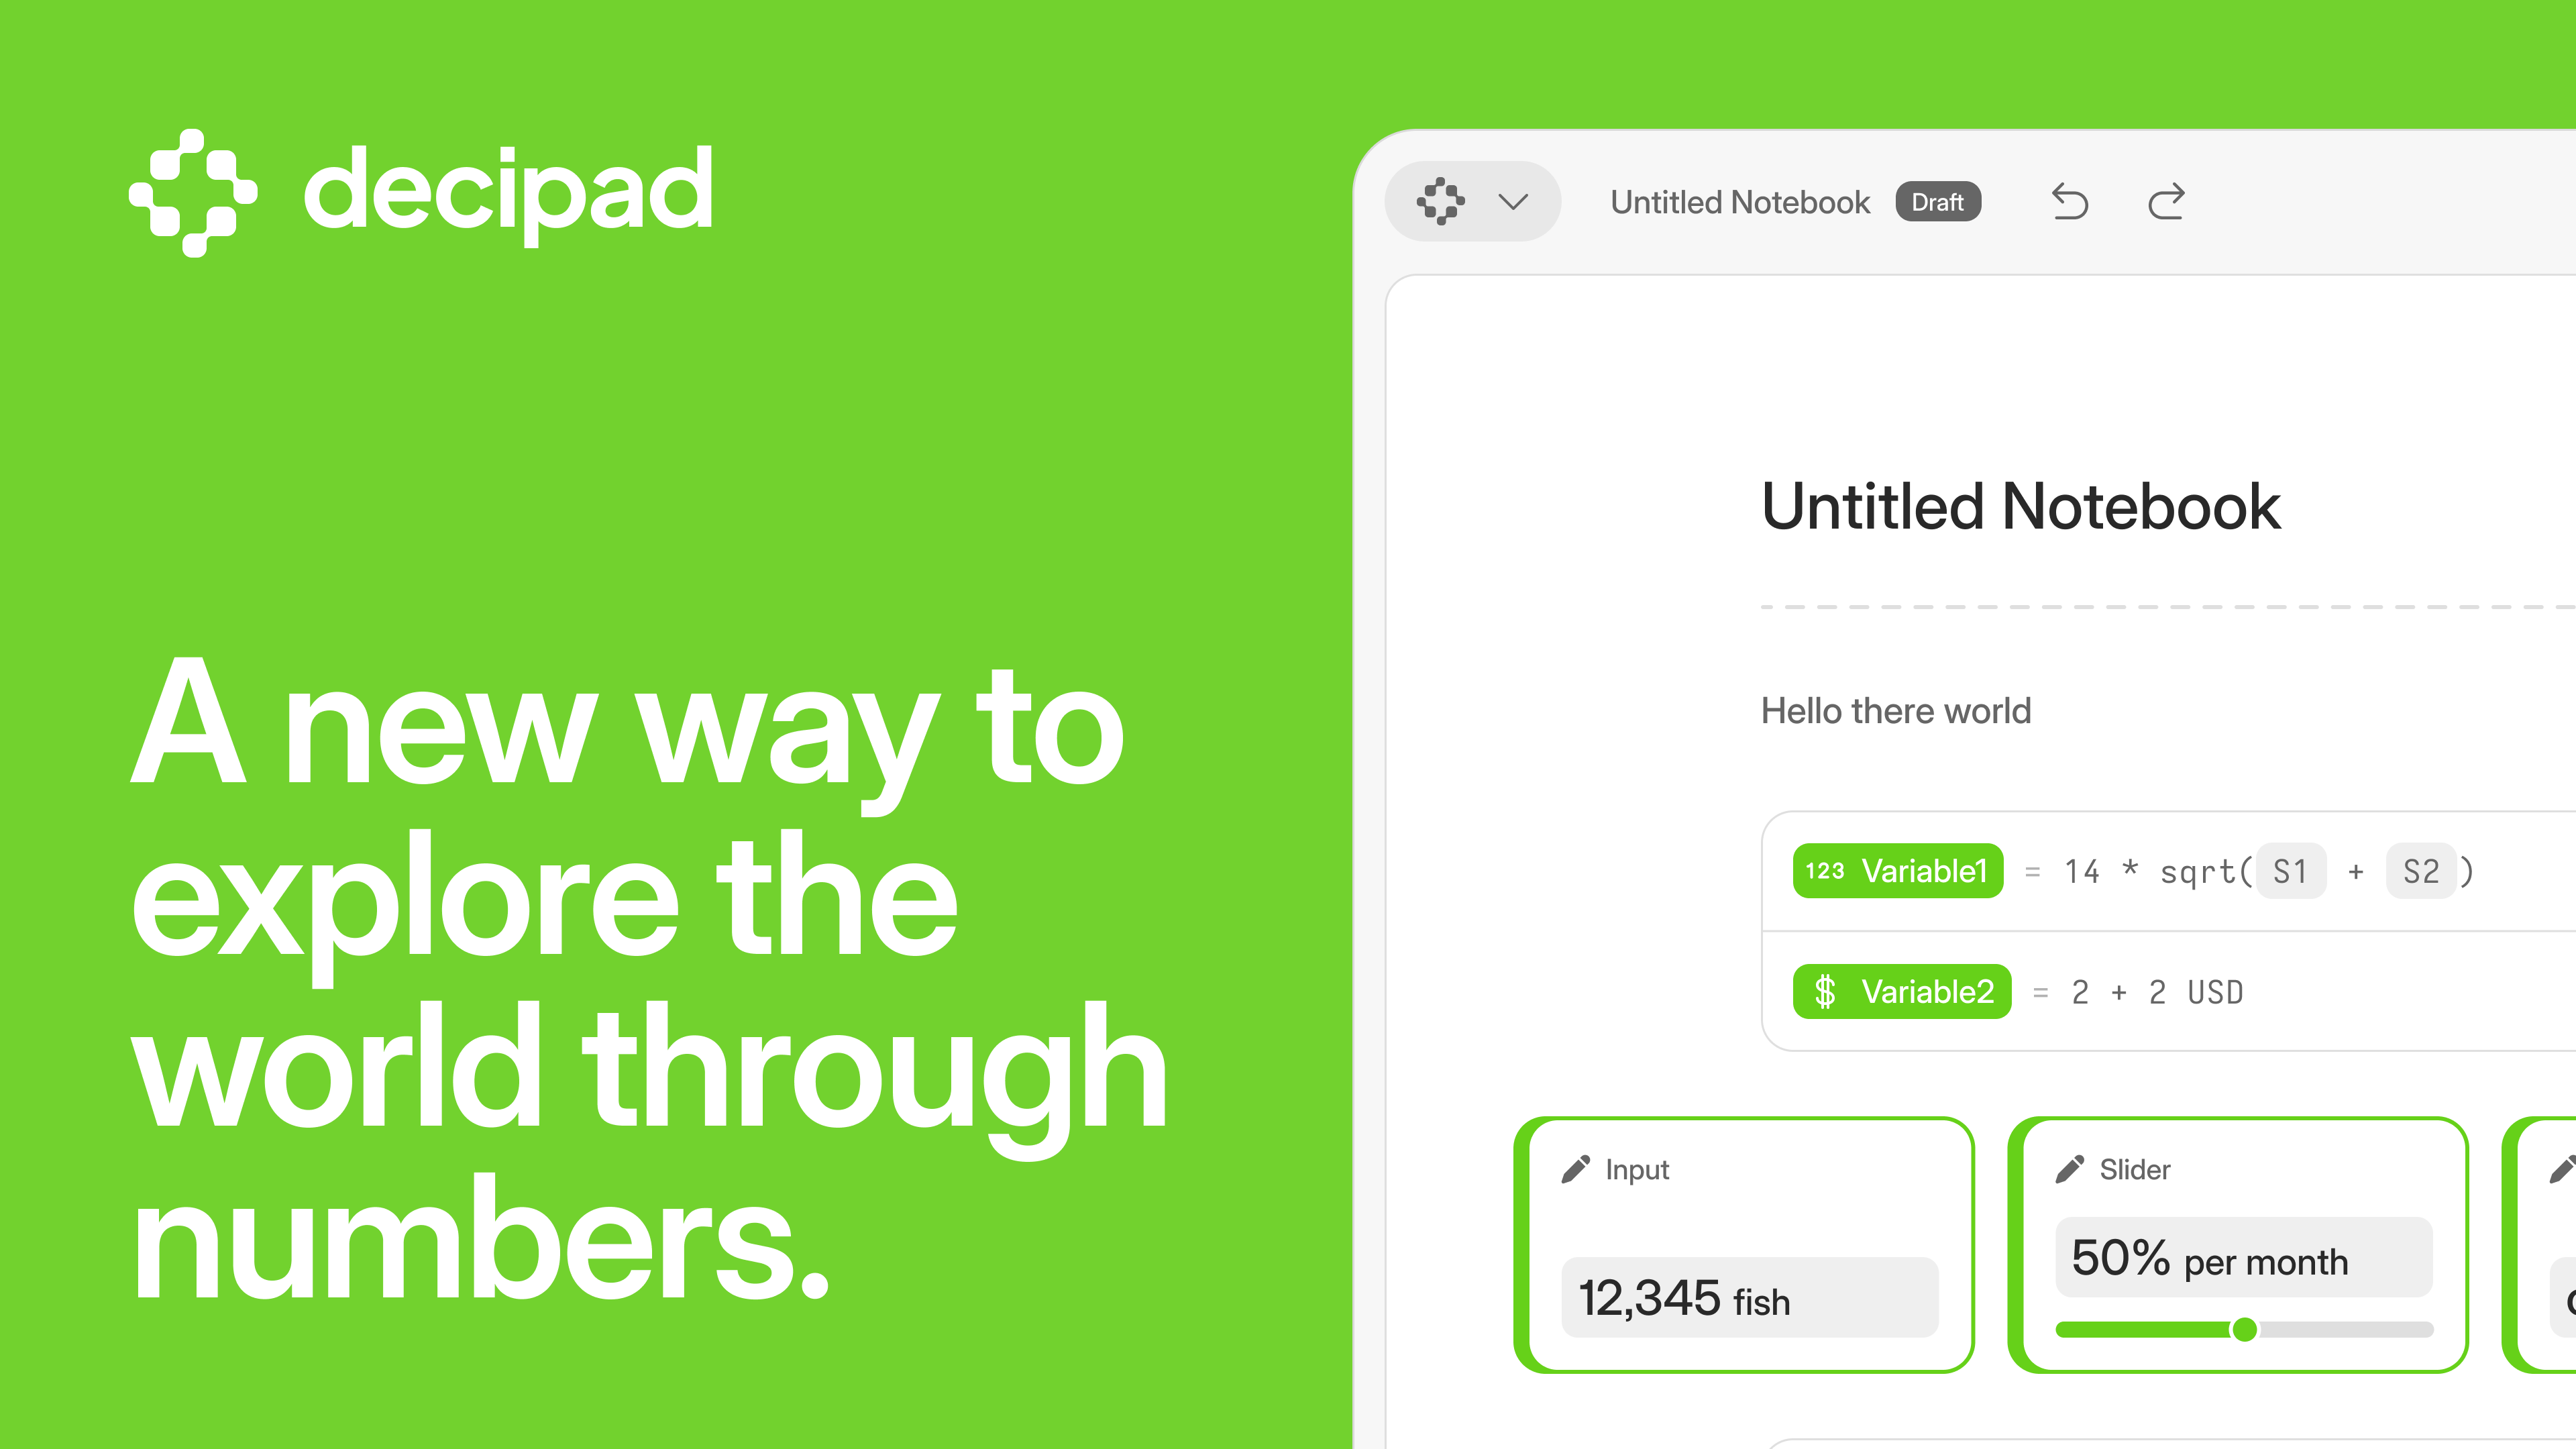 decipad
A new way to
explore the
world through
numbers.
Untitled Notebook Draft
Untitled Notebook
Hello there world
123 Variable1 = 14 * sqrt( S1 + S2 )
$ Variable2 = 2 + 2 USD
Input
12,345 fish
Slider
50% per month